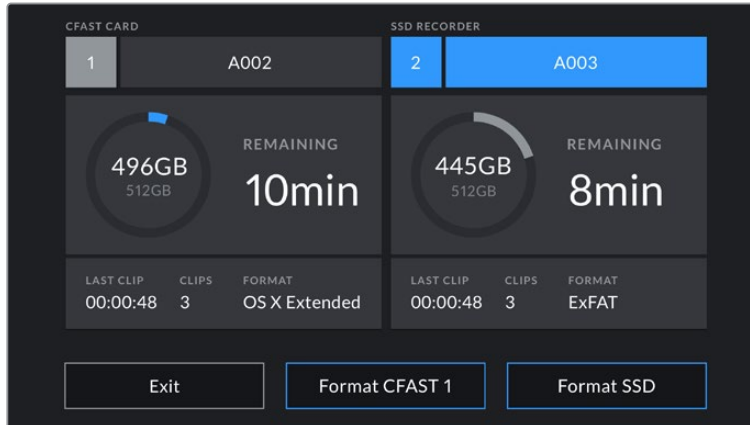 CFAST CARD
1 A002
496GB
512GB
REMAINING
10min
LAST CLIP CLIPS FORMAT
00:00:48 3 OS X Extended
SSD RECORDER
2 A003
445GB
512GB
REMAINING
8min
LAST CLIP CLIPS FORMAT
00:00:48 3 ExFAT
Exit Format CFAST 1 Format SSD